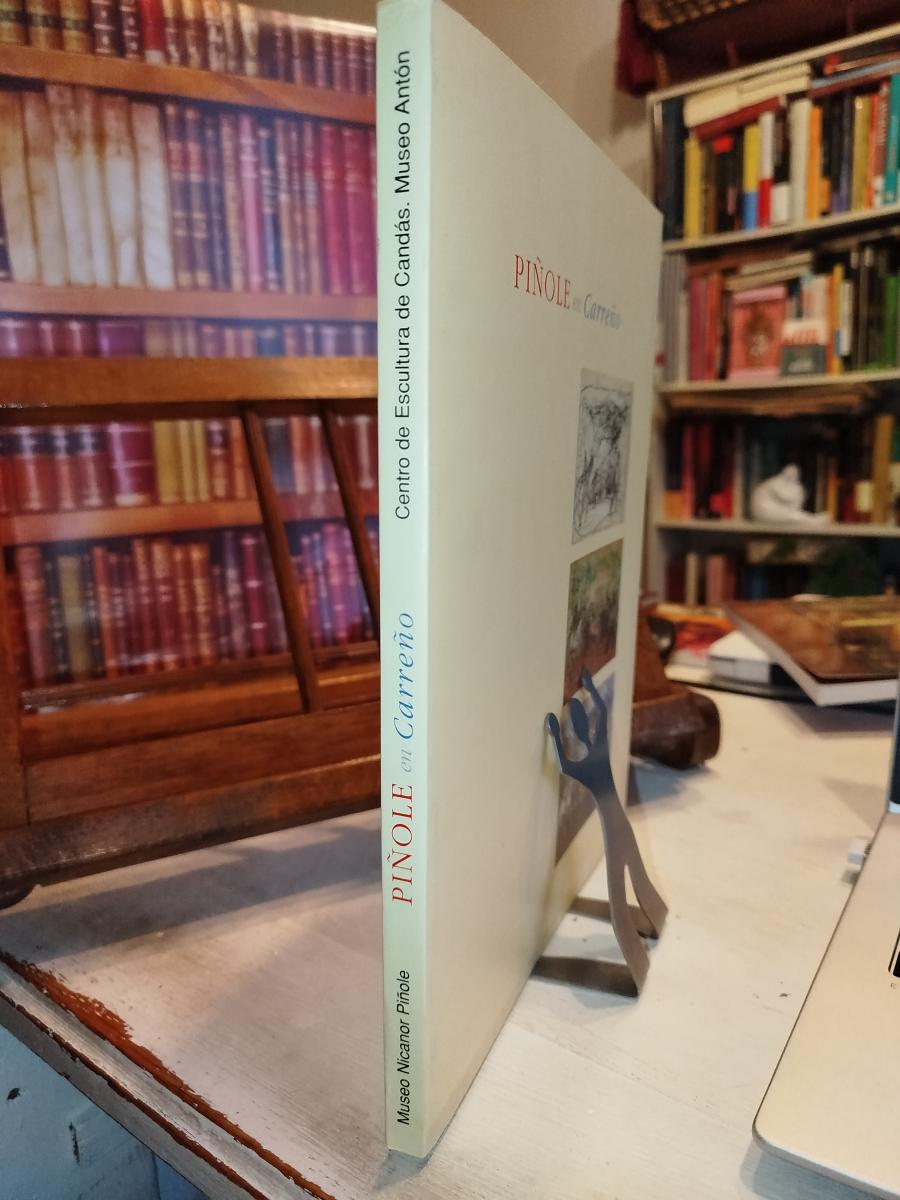 Museo Nicanor Piñole
PIÑOLE en Carreño
Centro de Escultura de Candás. Museo Antón
PIÑOLE en Carreño